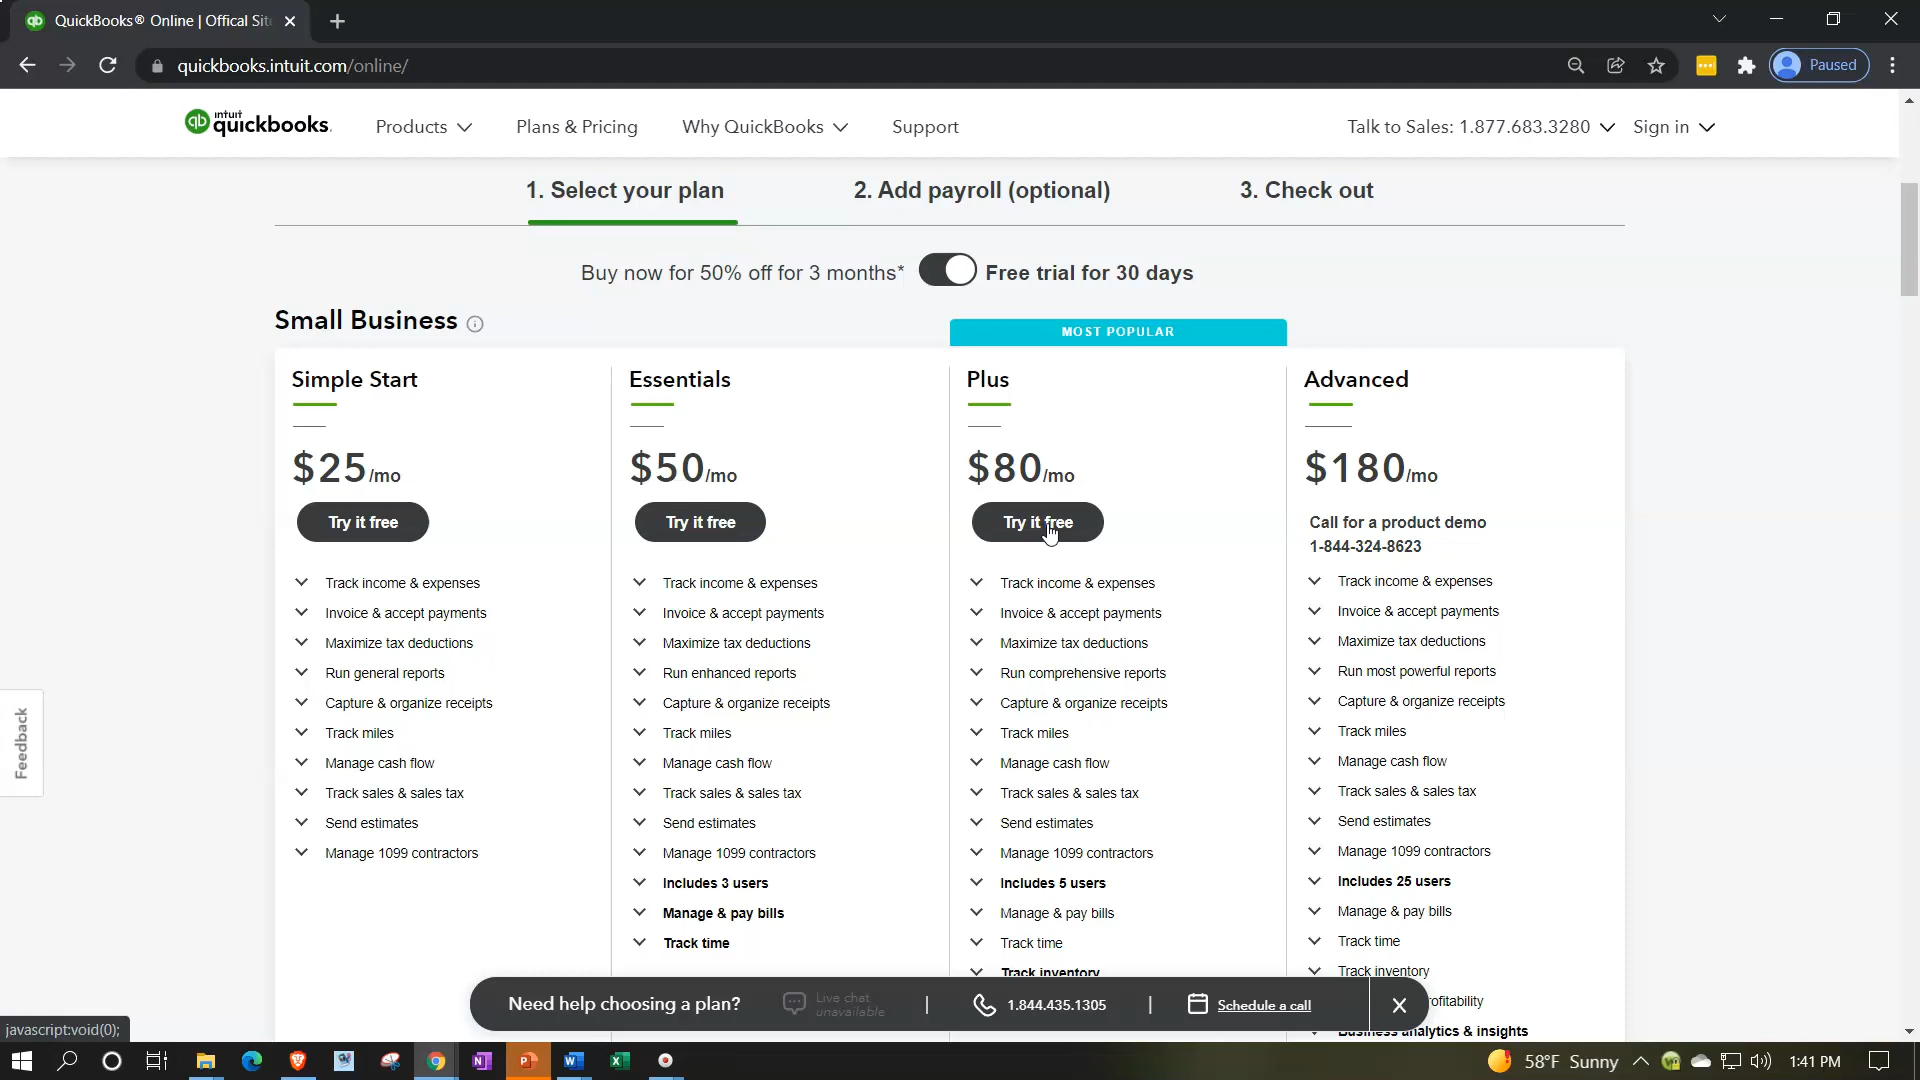 QuickBooks® Online | Offical Sit
quickbooks.intuit.com/online/
Paused
intuit quickbooks.
Products
Plans & Pricing
Why QuickBooks
Support
Talk to Sales: 1.877.683.3280
Sign in
1. Select your plan
2. Add payroll (optional)
3. Check out
Buy now for 50% off for 3 months*
Free trial for 30 days
Small Business
MOST POPULAR
Simple Start
$25/mo
Try it free
Track income & expenses
Invoice & accept payments
Maximize tax deductions
Run general reports
Capture & organize receipts
Track miles
Manage cash flow
Track sales & sales tax
Send estimates
Manage 1099 contractors
Essentials
$50/mo
Try it free
Track income & expenses
Invoice & accept payments
Maximize tax deductions
Run enhanced reports
Capture & organize receipts
Track miles
Manage cash flow
Track sales & sales tax
Send estimates
Manage 1099 contractors
Includes 3 users
Manage & pay bills
Track time
Plus
$80/mo
Try it free
Track income & expenses
Invoice & accept payments
Maximize tax deductions
Run comprehensive reports
Capture & organize receipts
Track miles
Manage cash flow
Track sales & sales tax
Send estimates
Manage 1099 contractors
Includes 5 users
Manage & pay bills
Track time
Track inventory
Advanced
$180/mo
Call for a product demo
1-844-324-8623
Track income & expenses
Invoice & accept payments
Maximize tax deductions
Run most powerful reports
Capture & organize receipts
Track miles
Manage cash flow
Track sales & sales tax
Send estimates
Manage 1099 contractors
Includes 25 users
Manage & pay bills
Track time
Track inventory
rofitability
Business analytics & insights
Feedback
Need help choosing a plan?
Live chat
unavailable
1.844.435.1305
Schedule a call
javascript:void(0);
58°F Sunny
1:41 PM